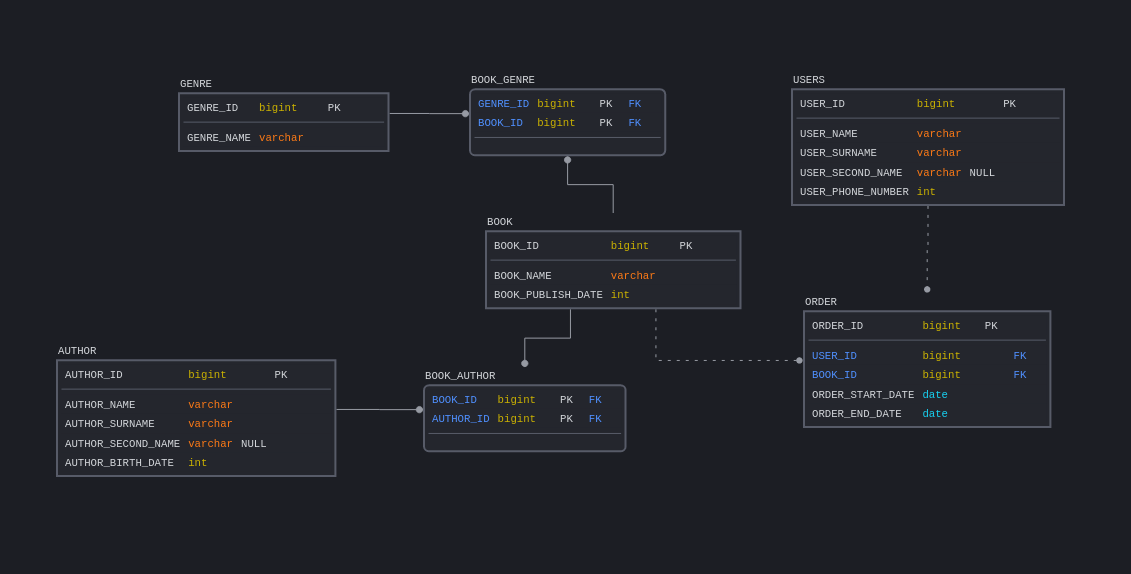 GENRE
GENRE_ID bigint PK
GENRE_NAME varchar
BOOK_GENRE
GENRE_ID bigint PK FK
BOOK_ID bigint PK FK
USERS
USER_ID bigint PK
USER_NAME varchar
USER_SURNAME varchar
USER_SECOND_NAME varchar NULL
USER_PHONE_NUMBER int
BOOK
BOOK_ID bigint PK
BOOK_NAME varchar
BOOK_PUBLISH_DATE int
ORDER
ORDER_ID bigint PK
USER_ID bigint FK
BOOK_ID bigint FK
ORDER_START_DATE date
ORDER_END_DATE date
AUTHOR
AUTHOR_ID bigint PK
AUTHOR_NAME varchar
AUTHOR_SURNAME varchar
AUTHOR_SECOND_NAME varchar NULL
AUTHOR_BIRTH_DATE int
BOOK_AUTHOR
BOOK_ID bigint PK FK
AUTHOR_ID bigint PK FK